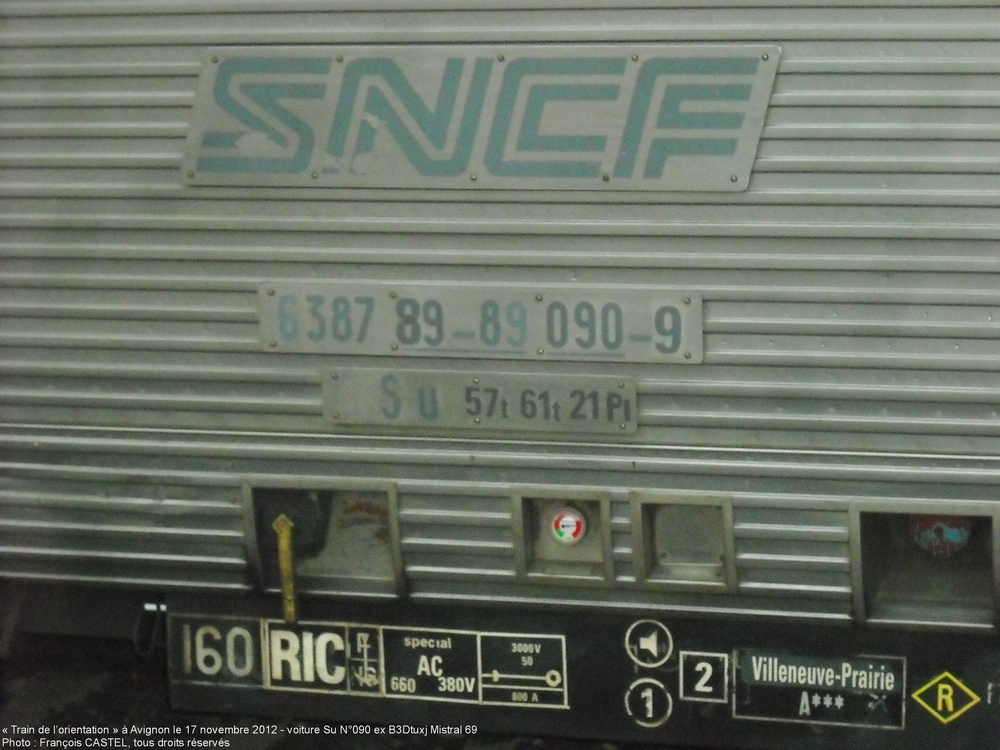 SNCF
6387 89-89 090-9
Su 57t 61t 21Pl
160 RIC special
AC
660 380V
3000V
50
800 A
1
2
Villeneuve-Prairie
A***
R
« Train de l'orientation » à Avignon le 17 novembre 2012 - voiture Su N°090 ex B3Dtuxj Mistral 69
Photo : François CASTEL, tous droits réservés